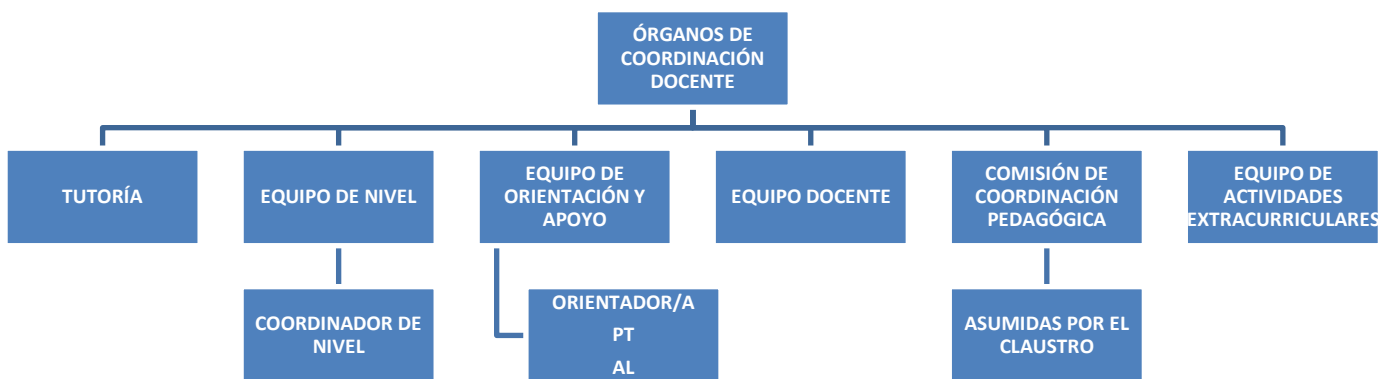 ÓRGANOS DE
COORDINACIÓN
DOCENTE
TUTORÍA
EQUIPO DE NIVEL
EQUIPO DE
ORIENTACIÓN Y
APOYO
EQUIPO DOCENTE
COMISIÓN DE
COORDINACIÓN
PEDAGÓGICA
EQUIPO DE
ACTIVIDADES
EXTRACURRICULARES
COORDINADOR DE
NIVEL
ORIENTADOR/A
PT
AL
ASUMIDAS POR EL
CLAUSTRO